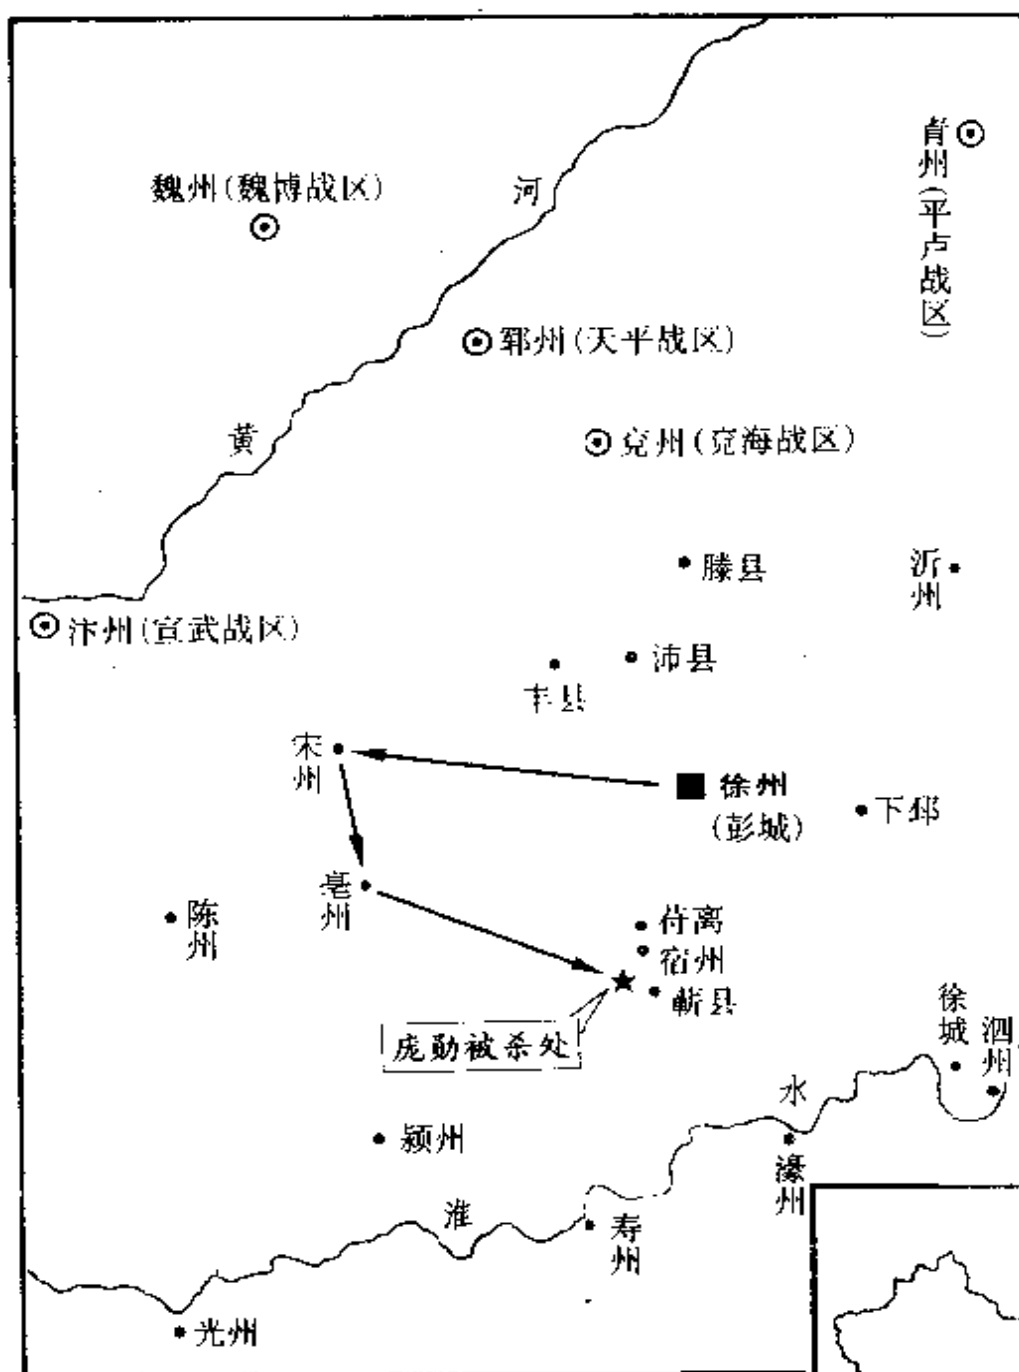 青州(平卢战区)
魏州(魏博战区)
河
郓州(天平战区)
黄
兖州(兖海战区)
滕县
沂州
汴州(宣武战区)
沛县
丰县
宋州
徐州
(彭城)
下邳
亳州
陈州
苻离
宿州
蕲县
徐城
泗州
庞勋被杀处
水
颍州
濠州
淮
寿州
光州